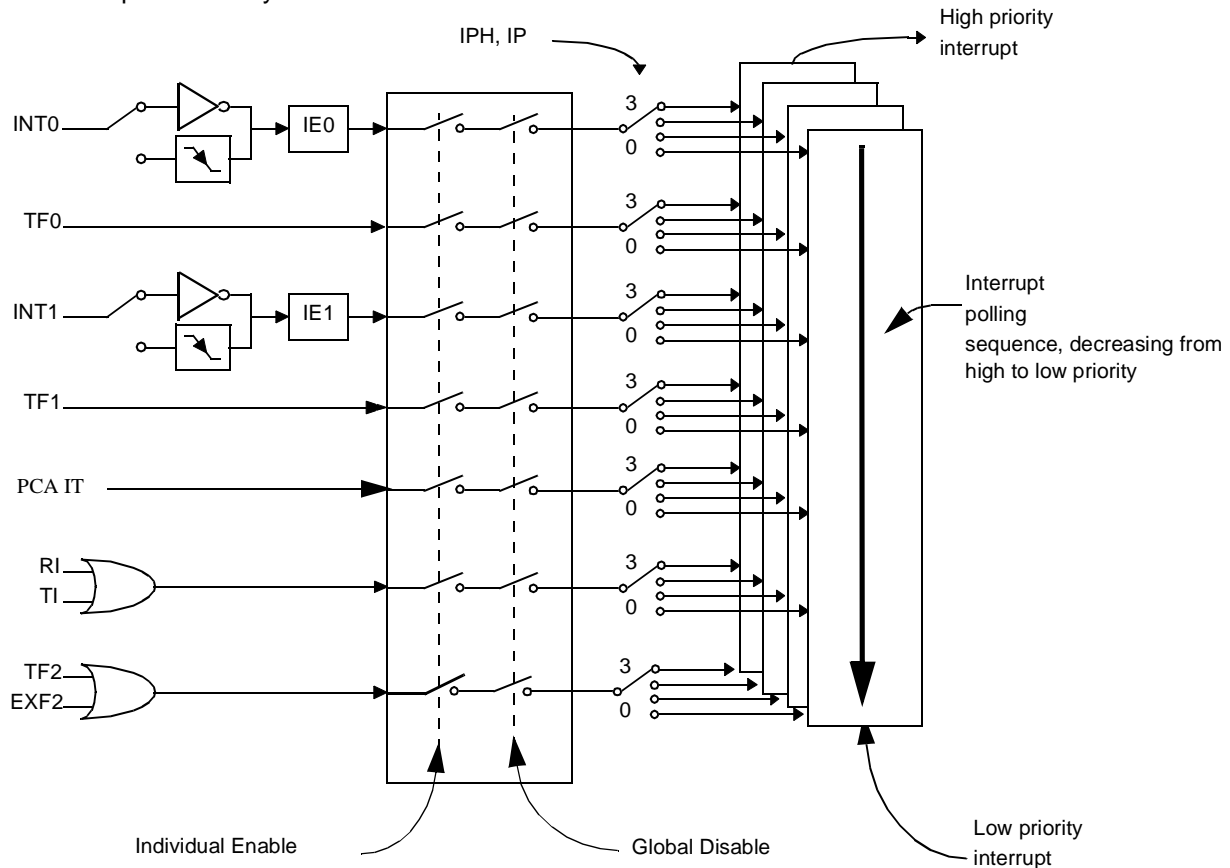 High priority
interrupt
IPH, IP
INT0
IE0
3
0
TF0
3
0
INT1
IE1
3
0
Interrupt
polling
sequence, decreasing from
high to low priority
TF1
3
0
PCA IT
3
0
RI
TI
3
0
TF2
EXF2
3
0
Individual Enable
Global Disable
Low priority
interrupt